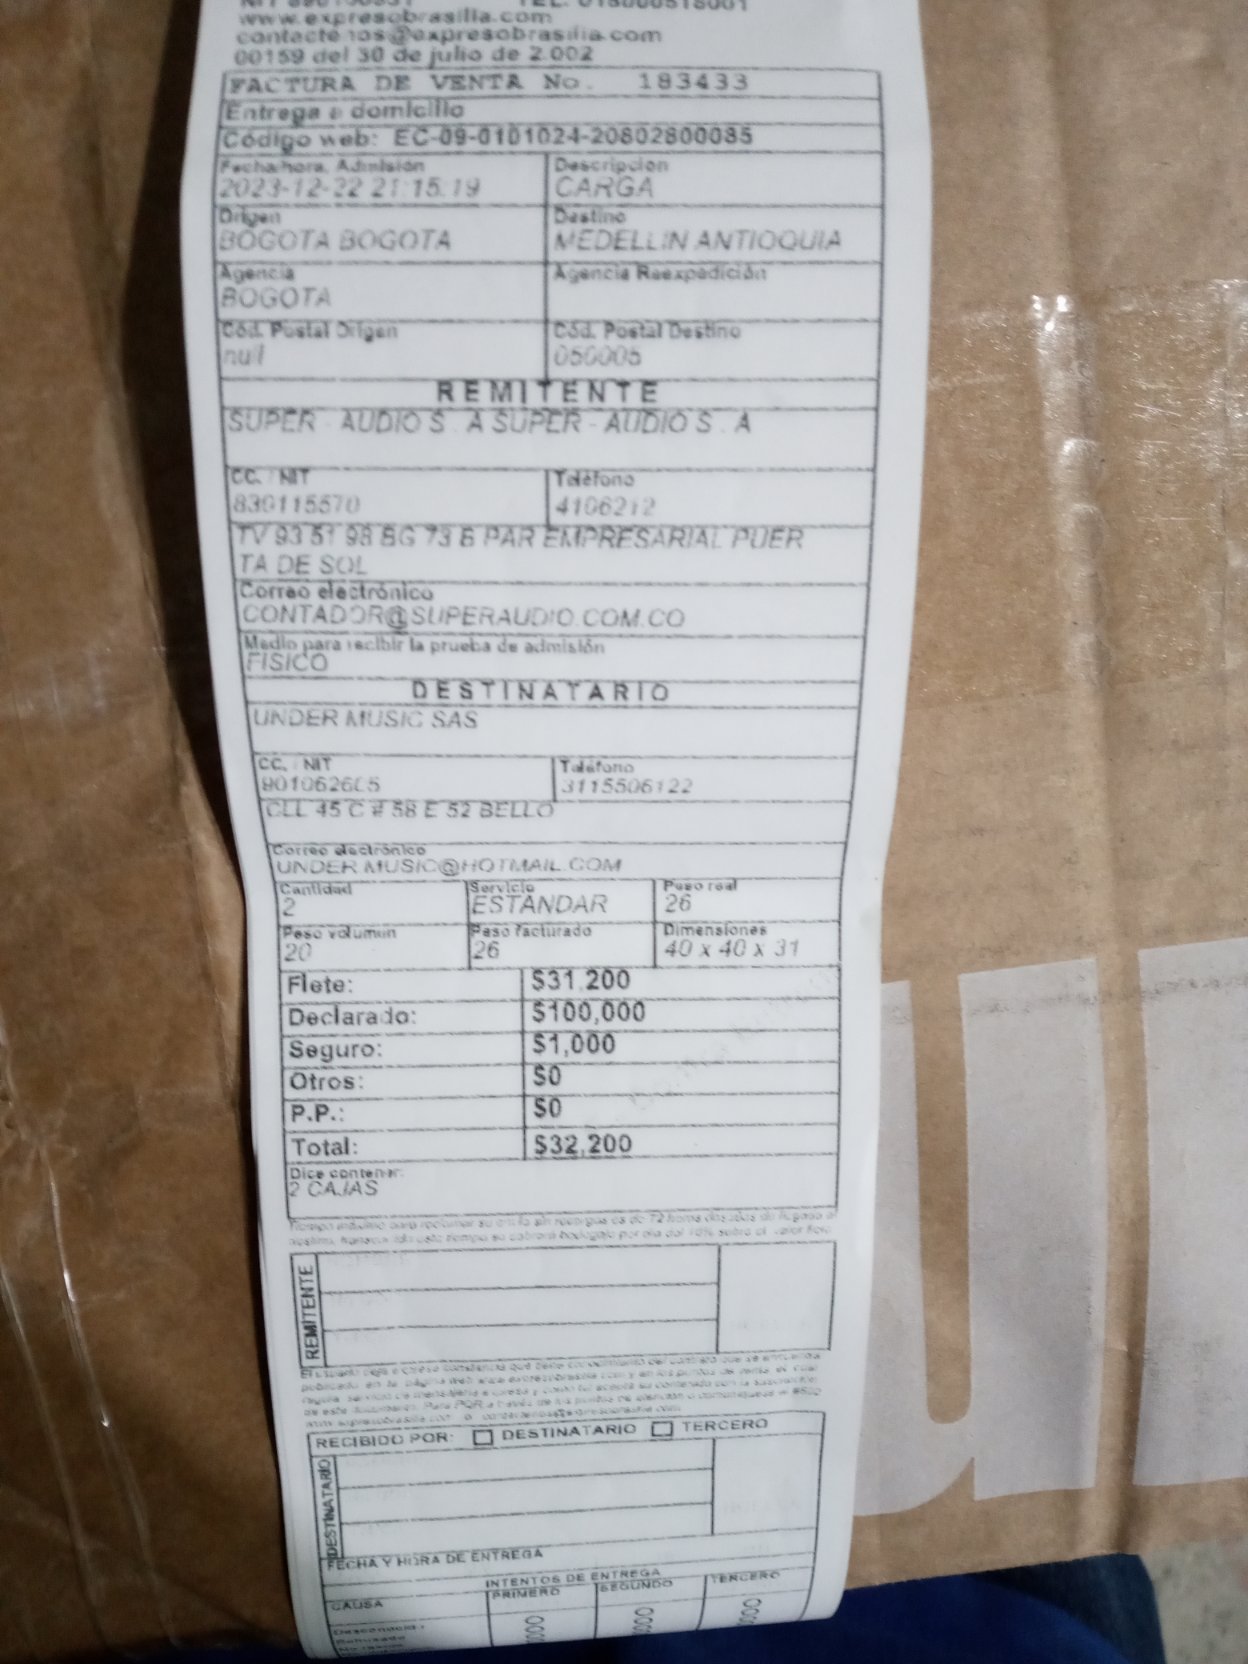 www.expresobrasilia.com
contactenos@expresobrasilia.com
00159 del 30 de julio de 2.002
FACTURA DE VENTA No. 183433
Entrega a domicilio
Código web: EC-09-0101024-20802800085
Fecha/hora. Admisión Descripcion
2023-12-22 21:15:19 CARGA
Origen Destino
BOGOTA BOGOTA MEDELLIN ANTIOQUIA
Agencia Agencia Reexpedición
BOGOTA
Cód. Postal Origen Cód. Postal Destino
null 050005
REMITENTE
SUPER - AUDIO S . A SUPER - AUDIO S . A
CC. / NIT Teléfono
830115570 4106212
TV 93 51 98 BG 73 B PAR EMPRESARIAL PUER
TA DE SOL
Correo electrónico
CONTADOR@SUPERAUDIO.COM.CO
Medio para recibir la prueba de admisión
FISICO
DESTINATARIO
UNDER MUSIC SAS
CC. / NIT Teléfono
901062605 3115506122
CLL 45 C # 58 E 52 BELLO
Correo electrónico
UNDER.MUSIC@HOTMAIL.COM
Cantidad Servicio Peso real
2 ESTANDAR 26
Peso volumen Peso facturado Dimensiones
20 26 40 x 40 x 31
Flete: $31,200
Declarado: $100,000
Seguro: $1,000
Otros: $0
P.P.: $0
Total: $32,200
Dice contener:
2 CAJAS
REMITENTE
RECIBIDO POR: DESTINATARIO TERCERO
DESTINATARIO
FECHA Y HORA DE ENTREGA
INTENTOS DE ENTREGA
CAUSA PRIMERO SEGUNDO TERCERO